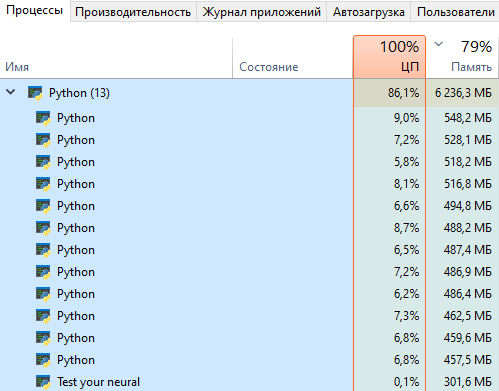 Процессы Производительность Журнал приложений Автозагрузка Пользователи
100% 79%
Имя Состояние ЦП Память
Python (13) 86,1% 6 236,3 МБ
Python 9,0% 548,2 МБ
Python 7,2% 528,1 МБ
Python 5,8% 518,2 МБ
Python 8,1% 516,8 МБ
Python 6,6% 494,8 МБ
Python 8,7% 488,2 МБ
Python 6,5% 487,4 МБ
Python 7,2% 486,9 МБ
Python 6,2% 486,4 МБ
Python 7,3% 462,5 МБ
Python 6,8% 459,6 МБ
Python 6,8% 457,5 МБ
Test your neural 0,1% 301,6 МБ